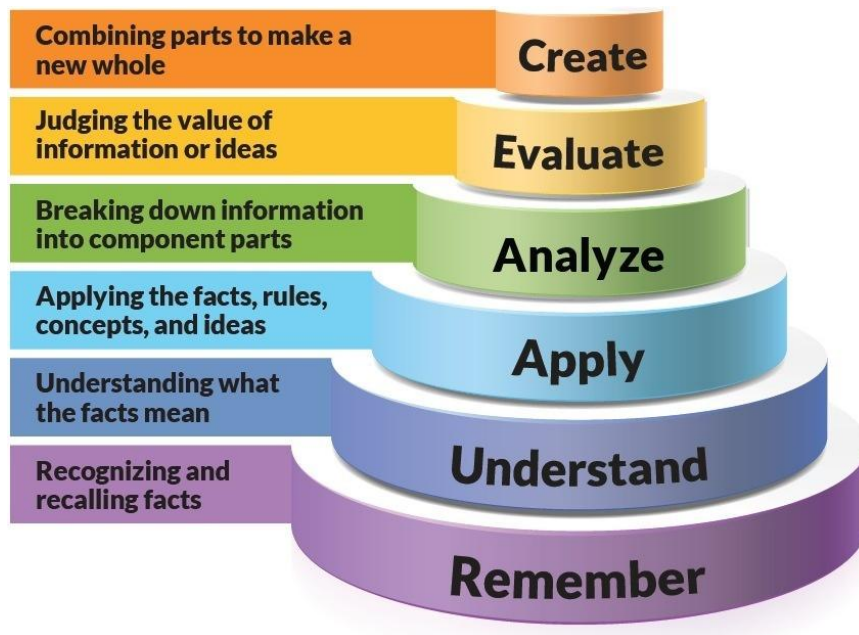 Combining parts to make a
new whole
Create
Judging the value of
information or ideas
Evaluate
Breaking down information
into component parts
Analyze
Applying the facts, rules,
concepts, and ideas
Apply
Understanding what
the facts mean
Understand
Recognizing and
recalling facts
Remember